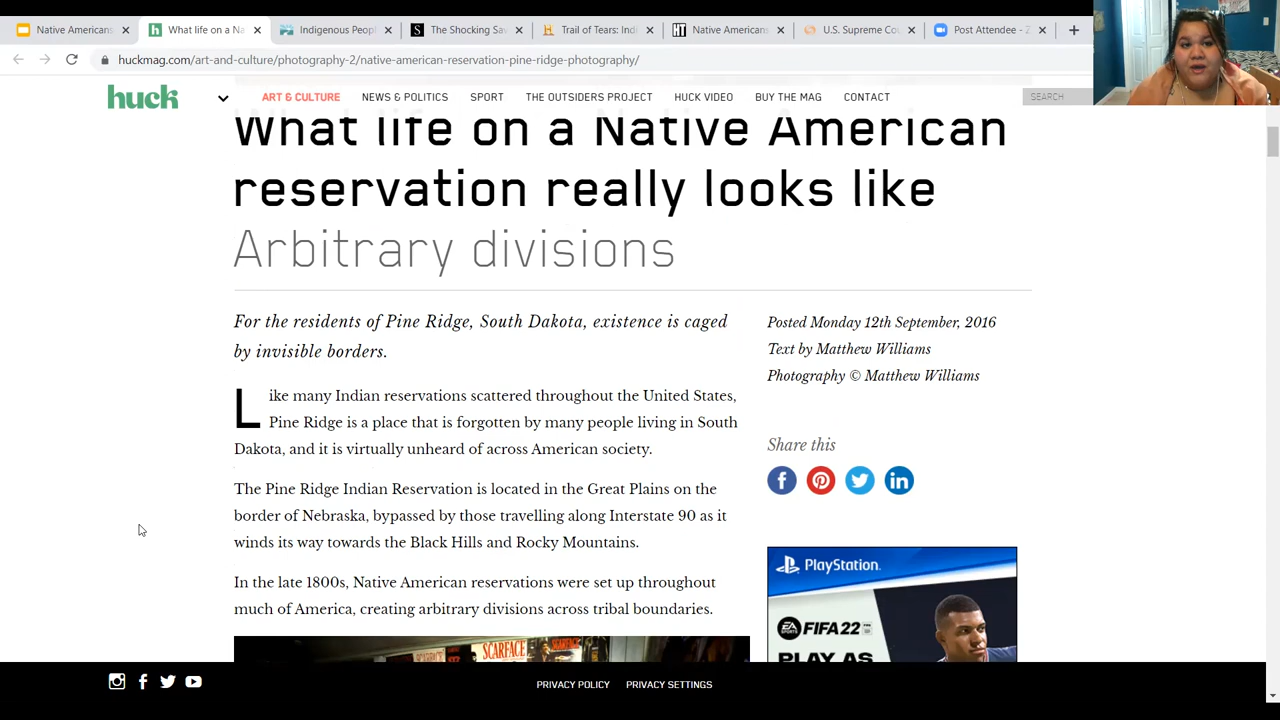 Native Americans
What life on a Na
Indigenous Peopl
The Shocking Sav
Trail of Tears: Indi
Native Americans
U.S. Supreme Cou
Post Attendee - Z
huckmag.com/art-and-culture/photography-2/native-american-reservation-pine-ridge-photography/
huck
ART & CULTURE
NEWS & POLITICS
SPORT
THE OUTSIDERS PROJECT
HUCK VIDEO
BUY THE MAG
CONTACT
SEARCH
What life on a Native American
reservation really looks like
Arbitrary divisions
For the residents of Pine Ridge, South Dakota, existence is caged
by invisible borders.
Like many Indian reservations scattered throughout the United States,
Pine Ridge is a place that is forgotten by many people living in South
Dakota, and it is virtually unheard of across American society.
The Pine Ridge Indian Reservation is located in the Great Plains on the
border of Nebraska, bypassed by those travelling along Interstate 90 as it
winds its way towards the Black Hills and Rocky Mountains.
In the late 1800s, Native American reservations were set up throughout
much of America, creating arbitrary divisions across tribal boundaries.
SCARFACE
SCARFACE
Posted Monday 12th September, 2016
Text by Matthew Williams
Photography © Matthew Williams
Share this
PlayStation
EA SPORTS
FIFA 22
PLAY AS
PRIVACY POLICY
PRIVACY SETTINGS